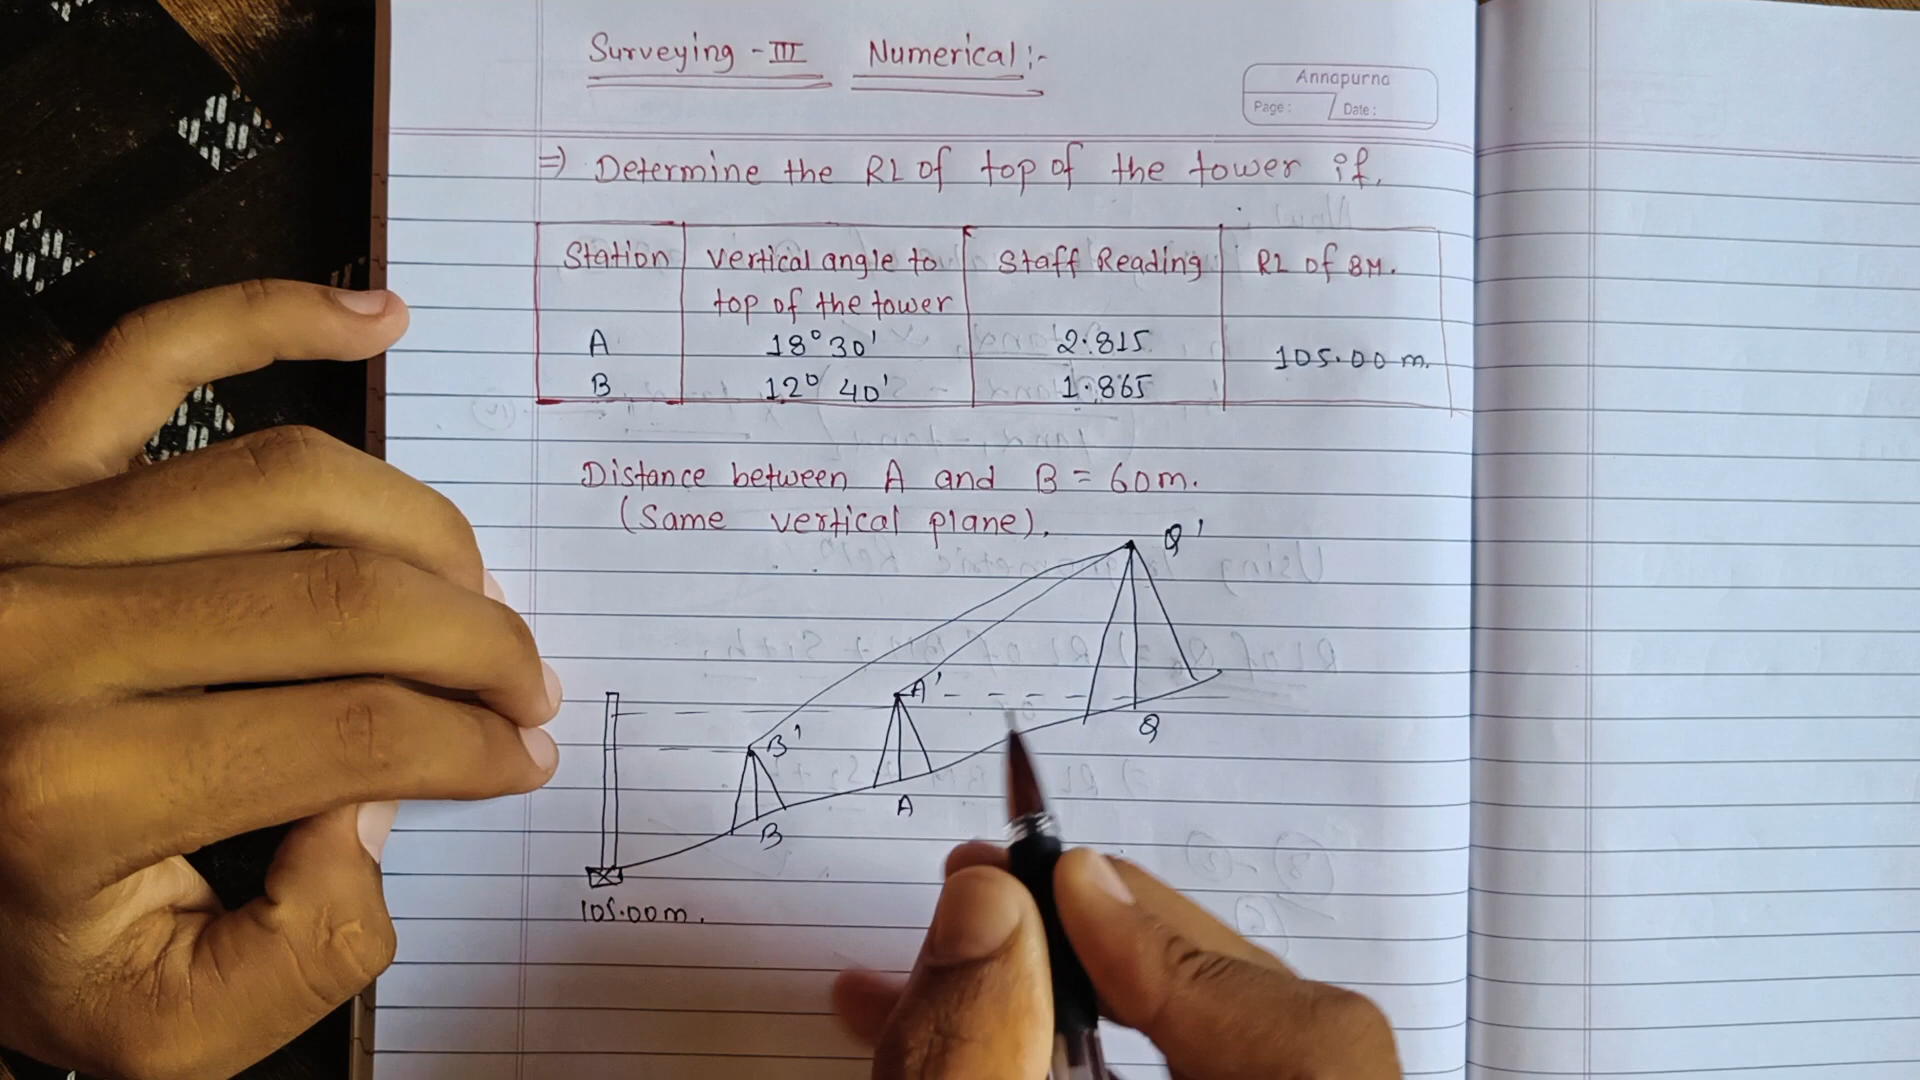 Surveying - III Numerical :-
Annapurna
Page: Date:
⇒ Determine the RL of top of the tower if,
Station Vertical angle to top of the tower Staff Reading RL of BM.
A 18° 30' 2.815 105.00 m.
B 12° 40' 1.865
Distance between A and B = 60m.
(Same vertical plane).
Q'
A'
B'
Q
A
B
105.00m.